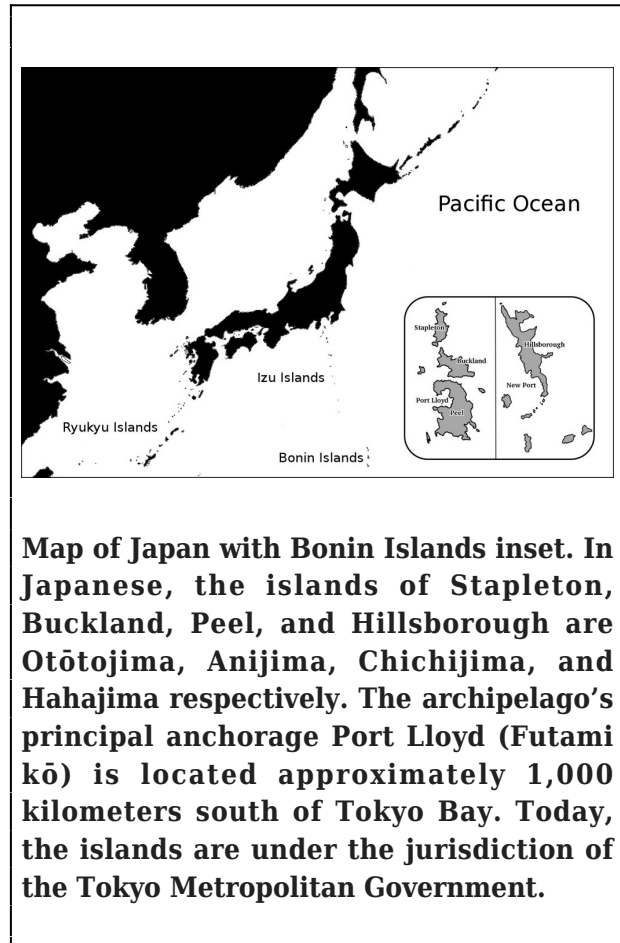 Pacific Ocean
Stapleton
Hillsborough
Buckland
Izu Islands
New Port
Port Lloyd
Peel
Ryukyu Islands
Bonin Islands
Map of Japan with Bonin Islands inset. In
Japanese, the islands of Stapleton,
Buckland, Peel, and Hillsborough are
Otōtojima, Anijima, Chichijima, and
Hahajima respectively. The archipelago’s
principal anchorage Port Lloyd (Futami
kō) is located approximately 1,000
kilometers south of Tokyo Bay. Today,
the islands are under the jurisdiction of
the Tokyo Metropolitan Government.